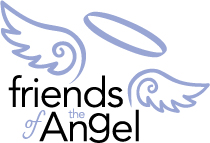 friends
of the Angel